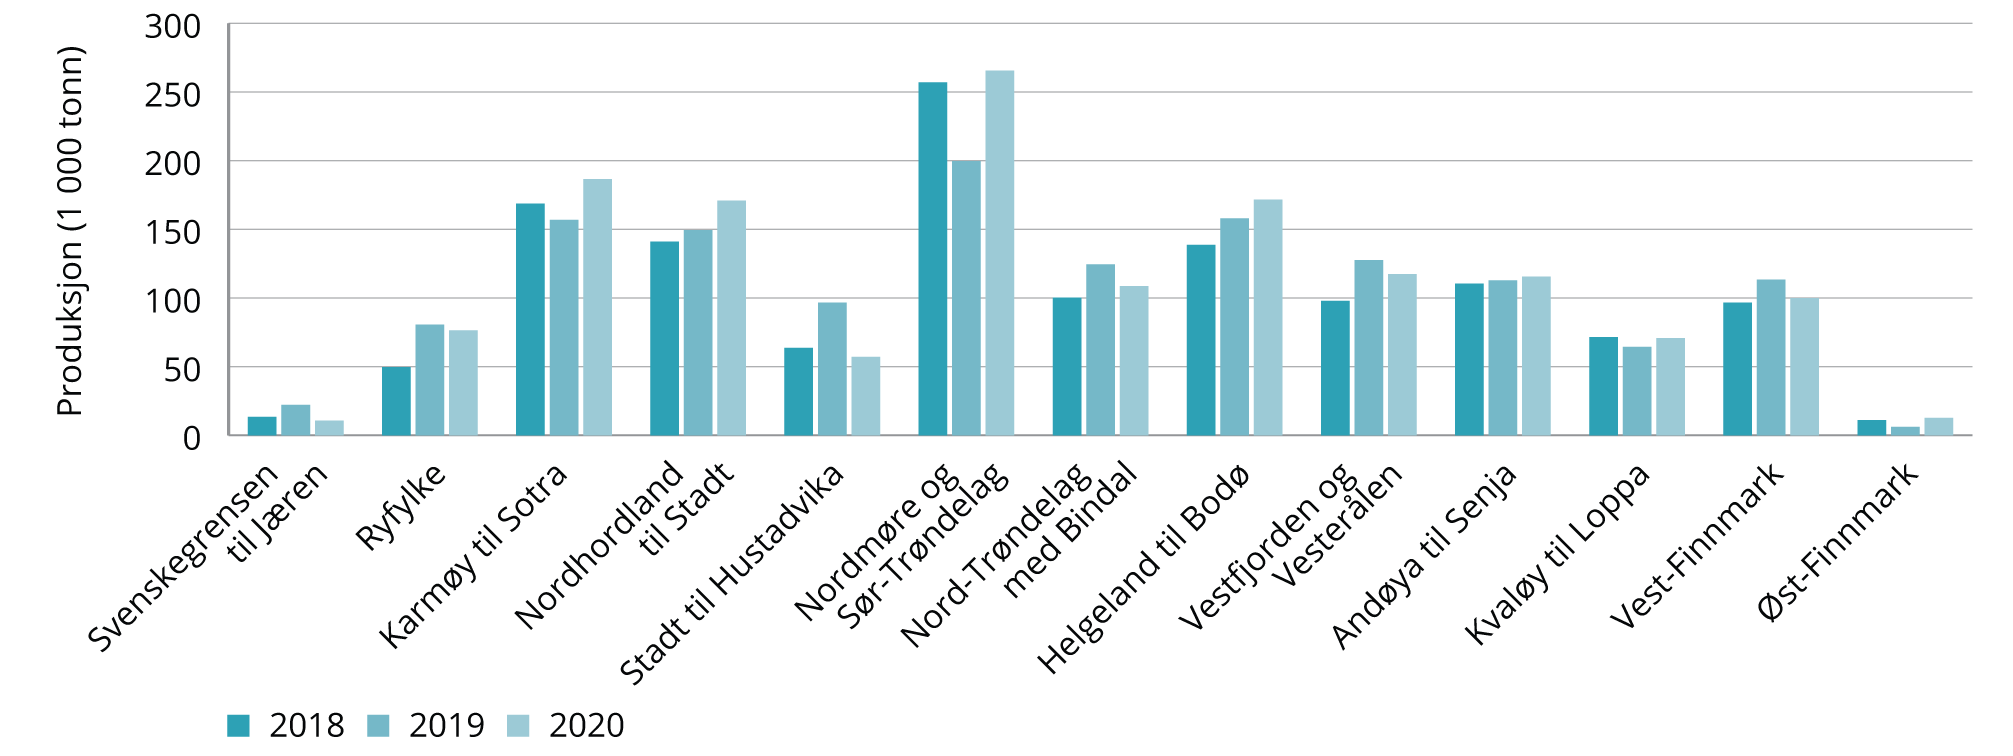 Produksjon (1 000 tonn)
300
250
200
150
100
50
0
Svenskegrensen
til Jæren
Ryfylke
Karmøy til Sotra
Nordhordland
til Stadt
Stadt til Hustadvika
Nordmøre og
Sør-Trøndelag
Nord-Trøndelag
med Bindal
Helgeland til Bodø
Vestfjorden og
Vesterålen
Andøya til Senja
Kvaløy til Loppa
Vest-Finnmark
Øst-Finnmark
2018 2019 2020